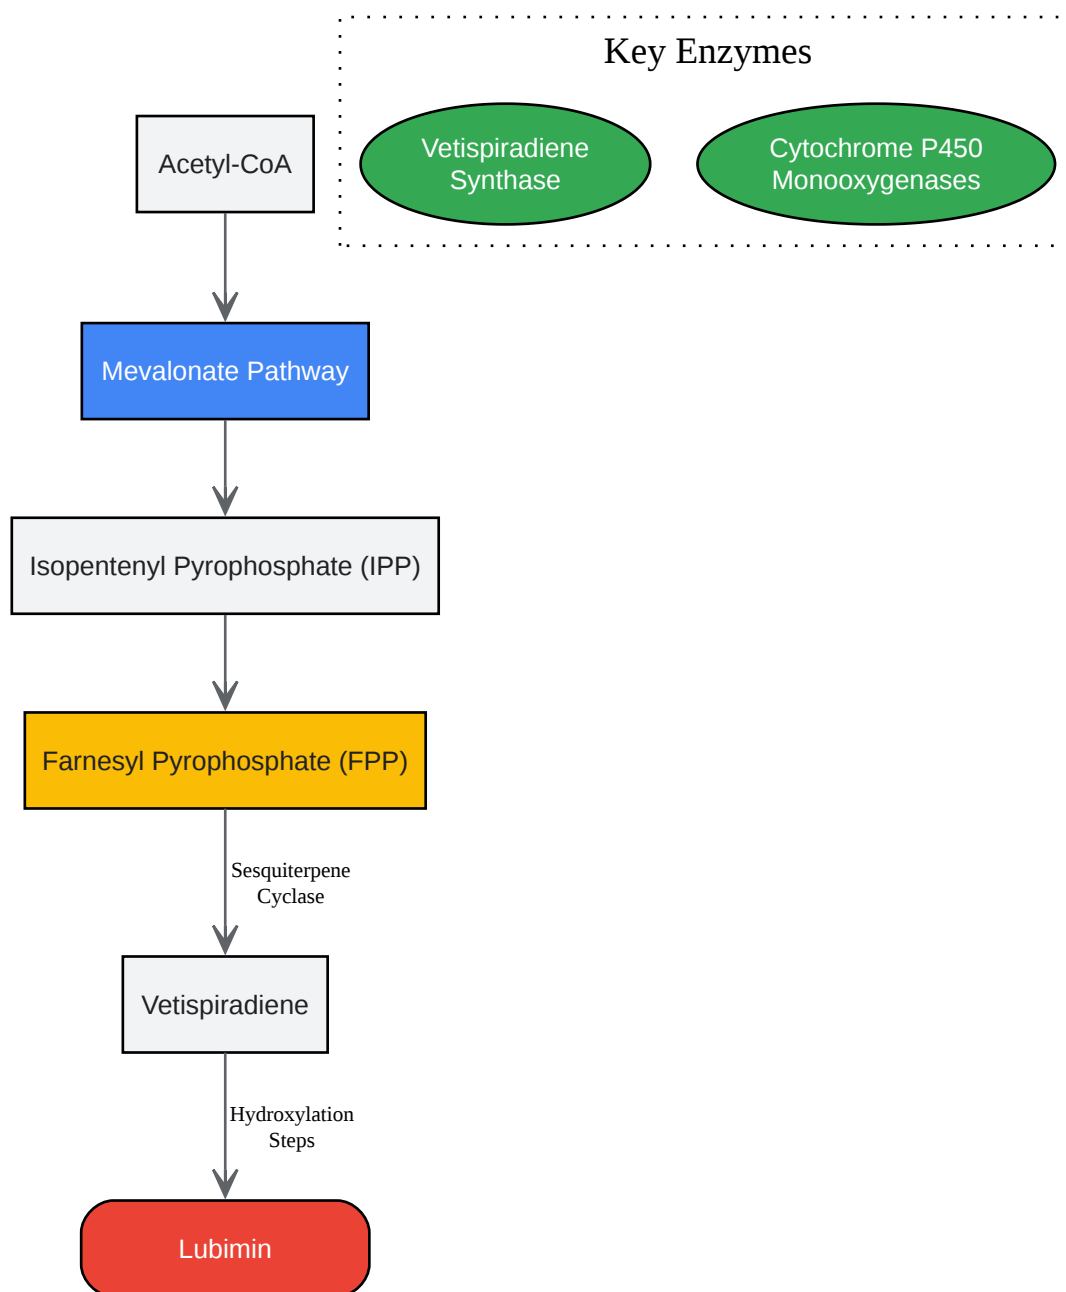 Key Enzymes
Vetispiradiene
Synthase
Cytochrome P450
Monooxygenases
Acetyl-CoA
Mevalonate Pathway
Isopentenyl Pyrophosphate (IPP)
Farnesyl Pyrophosphate (FPP)
Sesquiterpene
Cyclase
Vetispiradiene
Hydroxylation
Steps
Lubimin